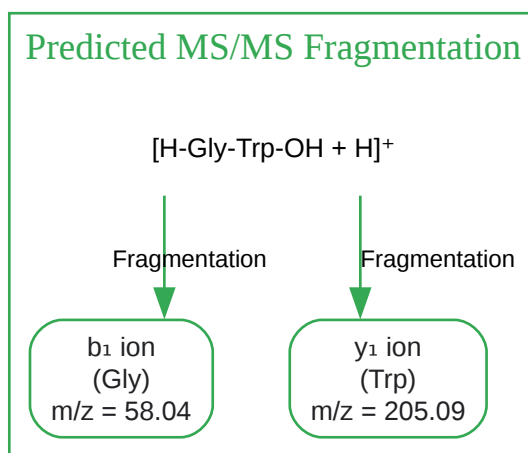 Predicted MS/MS Fragmentation
[H-Gly-Trp-OH + H]⁺
Fragmentation
Fragmentation
b₁ ion
(Gly)
m/z = 58.04
y₁ ion
(Trp)
m/z = 205.09